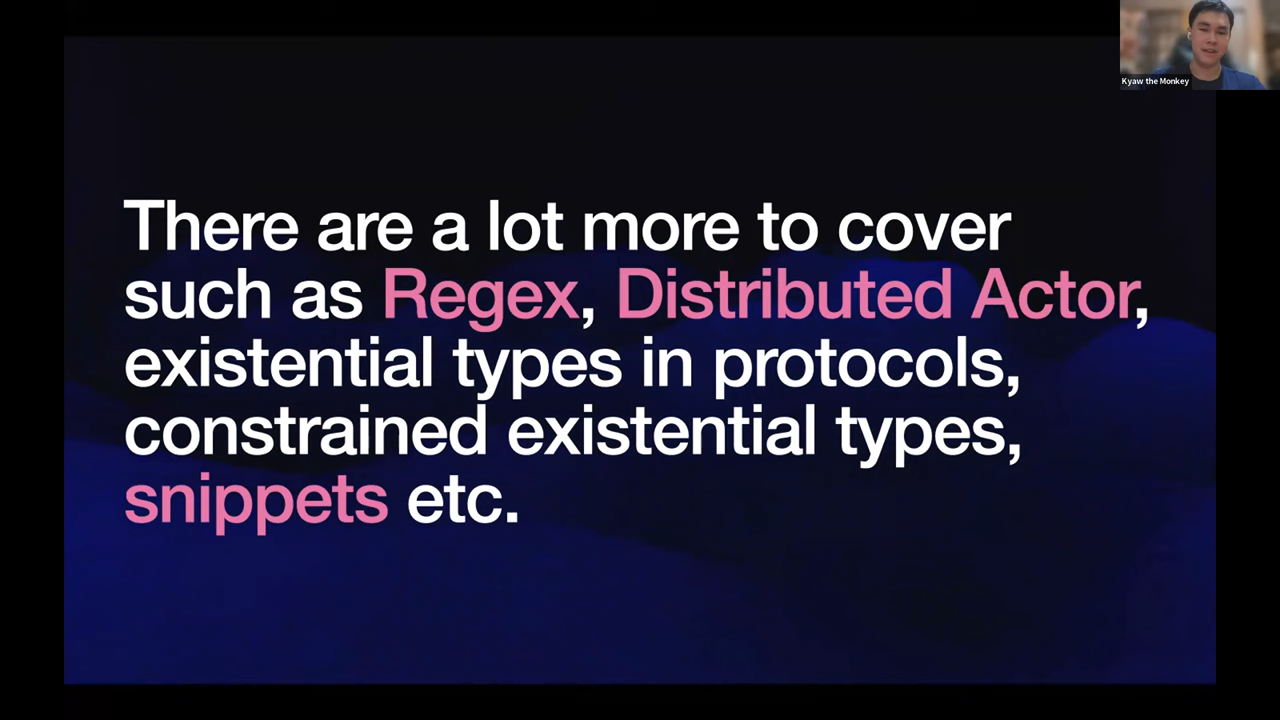 Kyaw the Monkey
There are a lot more to cover
such as Regex, Distributed Actor,
existential types in protocols,
constrained existential types,
snippets etc.